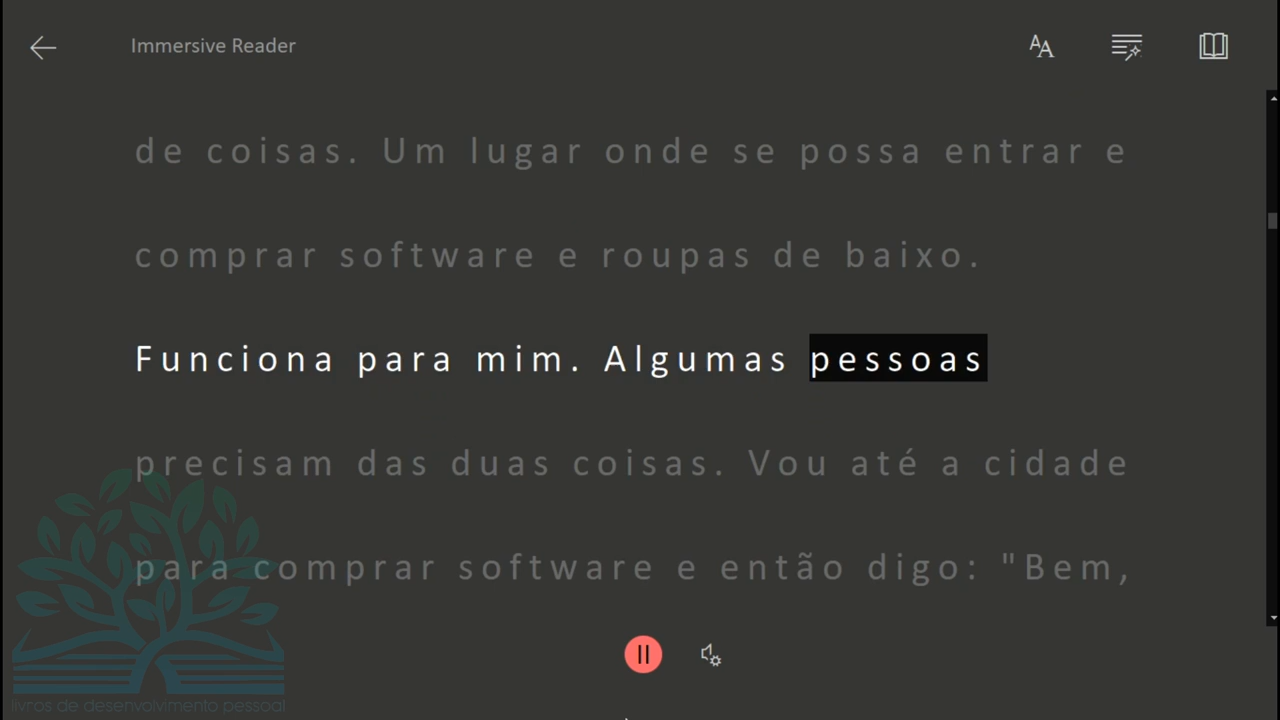 Immersive Reader
de coisas. Um lugar onde se possa entrar e
comprar software e roupas de baixo.
Funciona para mim. Algumas pessoas
precisam das duas coisas. Vou até a cidade
para comprar software e então digo: "Bem,
livros de desenvolvimento pessoal